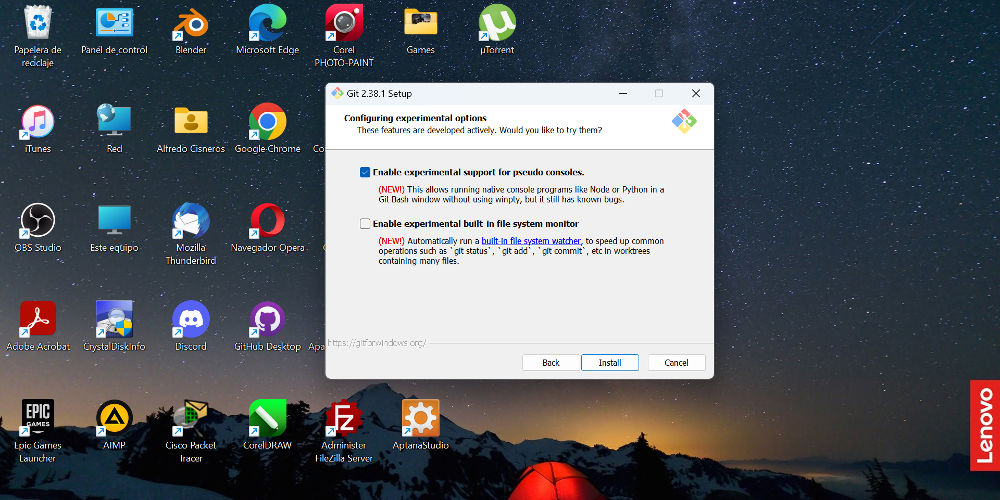 Papelera de
reciclaje
Panel de control
Blender
Microsoft Edge
Corel
PHOTO-PAINT
Games
µTorrent
iTunes
Red
Alfredo Cisneros
Google Chrome
Co
OBS Studio
Este equipo
Mozilla
Thunderbird
Navegador Opera
Adobe Acrobat
CrystalDiskInfo
Discord
GitHub Desktop
Apa
EPIC
GAMES
Epic Games
Launcher
AIMP
Cisco Packet
Tracer
CorelDRAW
Fz
Administer
FileZilla Server
AptanaStudio
Git 2.38.1 Setup
Configuring experimental options
These features are developed actively. Would you like to try them?
Enable experimental support for pseudo consoles.
(NEW!) This allows running native console programs like Node or Python in a
Git Bash window without using winpty, but it still has known bugs.
Enable experimental built-in file system monitor
(NEW!) Automatically run a built-in file system watcher, to speed up common
operations such as `git status`, `git add`, `git commit`, etc in worktrees
containing many files.
https://gitforwindows.org/
Back
Install
Cancel
Lenovo